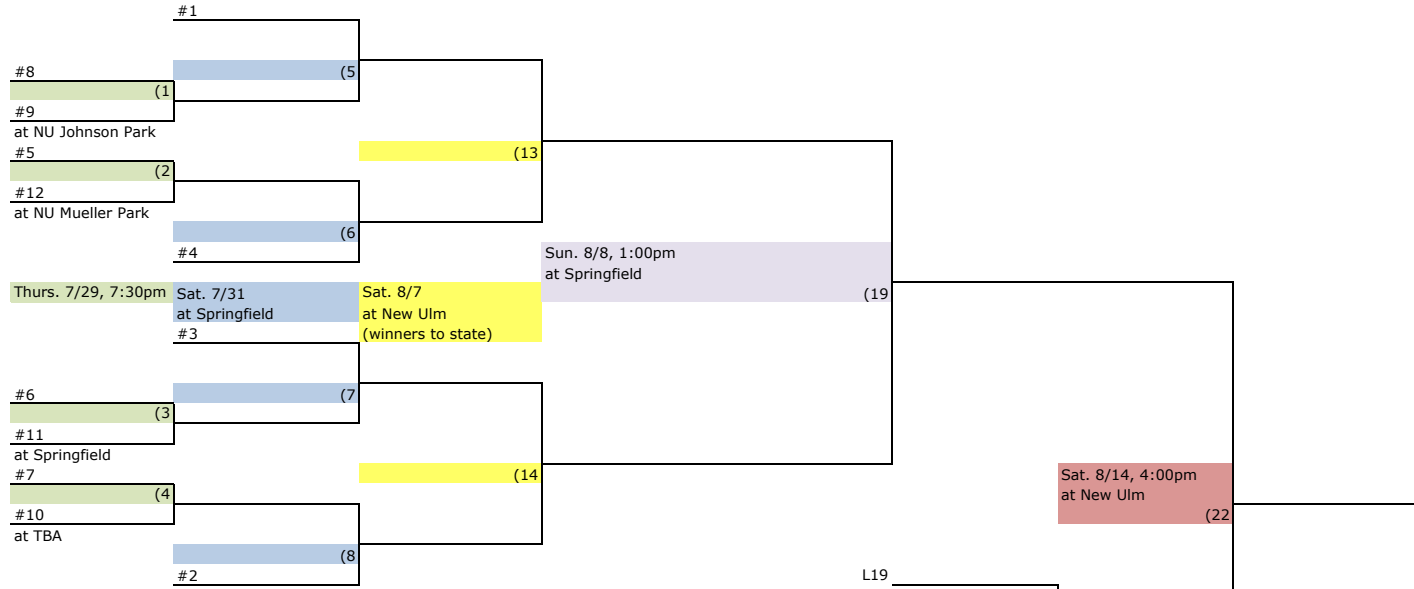 #1
#8
(5
(1
#9
at NU Johnson Park
#5
(13
(2
#12
at NU Mueller Park
(6
#4
Sun. 8/8, 1:00pm
at Springfield
(19
Thurs. 7/29, 7:30pm
Sat. 7/31
at Springfield
Sat. 8/7
at New Ulm
(winners to state)
#3
#6
(7
(3
#11
at Springfield
#7
(14
(4
#10
at TBA
Sat. 8/14, 4:00pm
at New Ulm
(22
(8
#2
L19